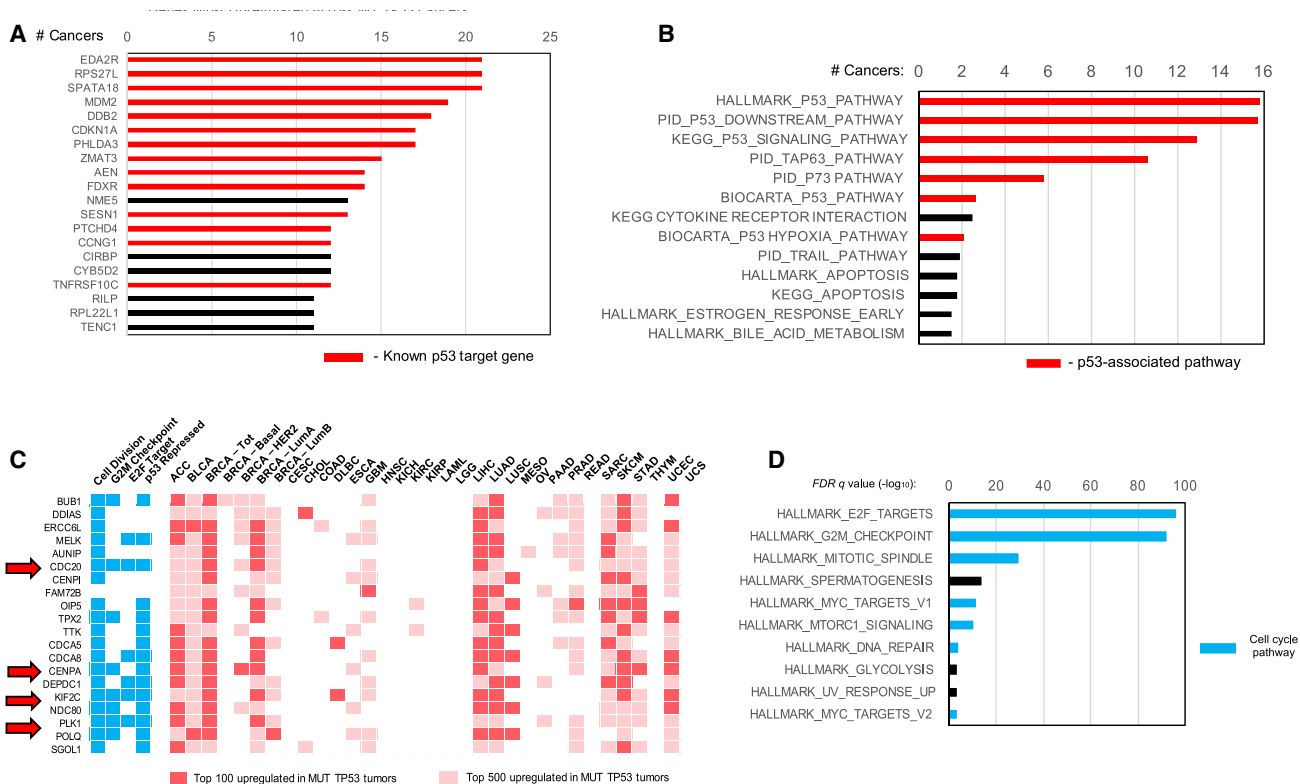 A
# Cancers
0 5 10 15 20 25
EDA2R
RPS27L
SPATA18
MDM2
DDB2
CDKN1A
PHLDA3
ZMAT3
AEN
FDXR
NME5
SESN1
PTCHD4
CCNG1
CIRBP
CYB5D2
TNFRSF10C
RILP
RPL22L1
TENC1
- Known p53 target gene
B
# Cancers: 0 2 4 6 8 10 12 14 16
HALLMARK_P53_PATHWAY
PID_P53_DOWNSTREAM_PATHWAY
KEGG_P53_SIGNALING_PATHWAY
PID_TAP63_PATHWAY
PID_P73 PATHWAY
BIOCARTA_P53_PATHWAY
KEGG CYTOKINE RECEPTOR INTERACTION
BIOCARTA_P53 HYPOXIA_PATHWAY
PID_TRAIL_PATHWAY
HALLMARK_APOPTOSIS
KEGG_APOPTOSIS
HALLMARK_ESTROGEN_RESPONSE_EARLY
HALLMARK_BILE_ACID_METABOLISM
- p53-associated pathway
C
Cell Division
G2M Checkpoint
E2F Target
p53 Repressed
ACC
BLCA
BRCA – Tot
BRCA – Basal
BRCA – HER2
BRCA – LumA
BRCA – LumB
CESC
CHOL
COAD
DLBC
ESCA
GBM
HNSC
KICH
KIRC
KIRP
LAML
LGG
LIHC
LUAD
LUSC
MESO
OV
PAAD
PRAD
READ
SARC
SKCM
STAD
THYM
UCEC
UCS
BUB1
DDIAS
ERCC6L
MELK
AUNIP
CDC20
CENPI
FAM72B
OIP5
TPX2
TTK
CDCA5
CDCA8
CENPA
DEPDC1
KIF2C
NDC80
PLK1
POLQ
SGOL1
Top 100 upregulated in MUT TP53 tumors
Top 500 upregulated in MUT TP53 tumors
D
FDR q value (-log10):
0 20 40 60 80 100
HALLMARK_E2F_TARGETS
HALLMARK_G2M_CHECKPOINT
HALLMARK_MITOTIC_SPINDLE
HALLMARK_SPERMATOGENESIS
HALLMARK_MYC_TARGETS_V1
HALLMARK_MTORC1_SIGNALING
HALLMARK_DNA_REPAIR
HALLMARK_GLYCOLYSIS
HALLMARK_UV_RESPONSE_UP
HALLMARK_MYC_TARGETS_V2
Cell cycle
pathway